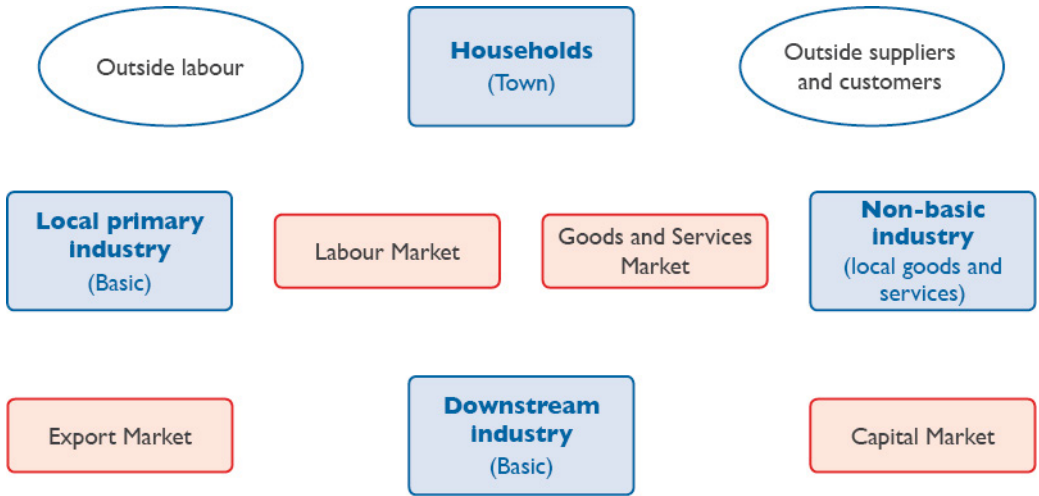 Outside labour
Households
(Town)
Outside suppliers
and customers
Local primary
industry
(Basic)
Labour Market
Goods and Services
Market
Non-basic
industry
(local goods and
services)
Export Market
Downstream
industry
(Basic)
Capital Market